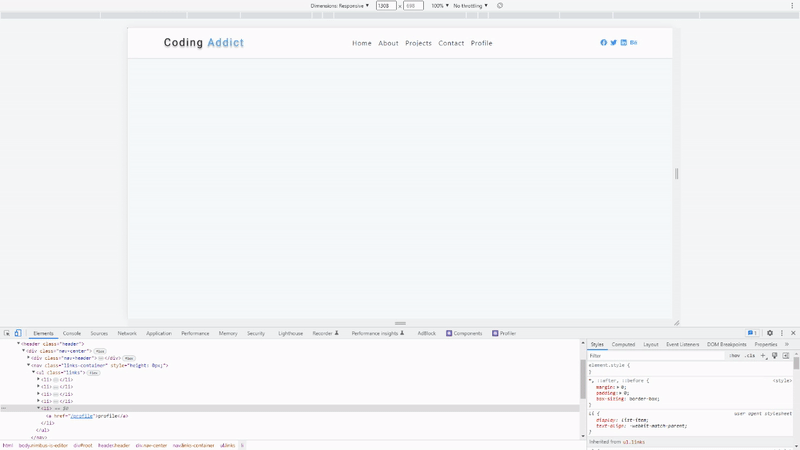 Dimensions: Responsive ▼ 1303 x 688 100% ▼ No throttling ▼
Coding Addict
Home About Projects Contact Profile
Elements Console Sources Network Application Performance Memory Security Lighthouse Recorder Performance insights AdBlock Components Profiler
<header class="header">
<div class="nav-center"> flex
<div class="nav-header">⋯</div> flex
<nav class="links-container" style="height: 0px;">
<ul class="links"> flex
<li>⋯</li>
<li>⋯</li>
<li>⋯</li>
<li>⋯</li>
<li> == $0
<a href="/profile">profile</a>
</li>
</ul>
</nav>
html div#root header.header div.nav-center nav.links-container ul.links li
Styles Computed Layout Event Listeners DOM Breakpoints Properties
Filter :hov .cls
element.style {
}
*, ::after, ::before { <style>
margin: 0;
padding: 0;
box-sizing: border-box;
}
li { user agent stylesheet
display: list-item;
text-align: -webkit-match-parent;
}
Inherited from ul.links